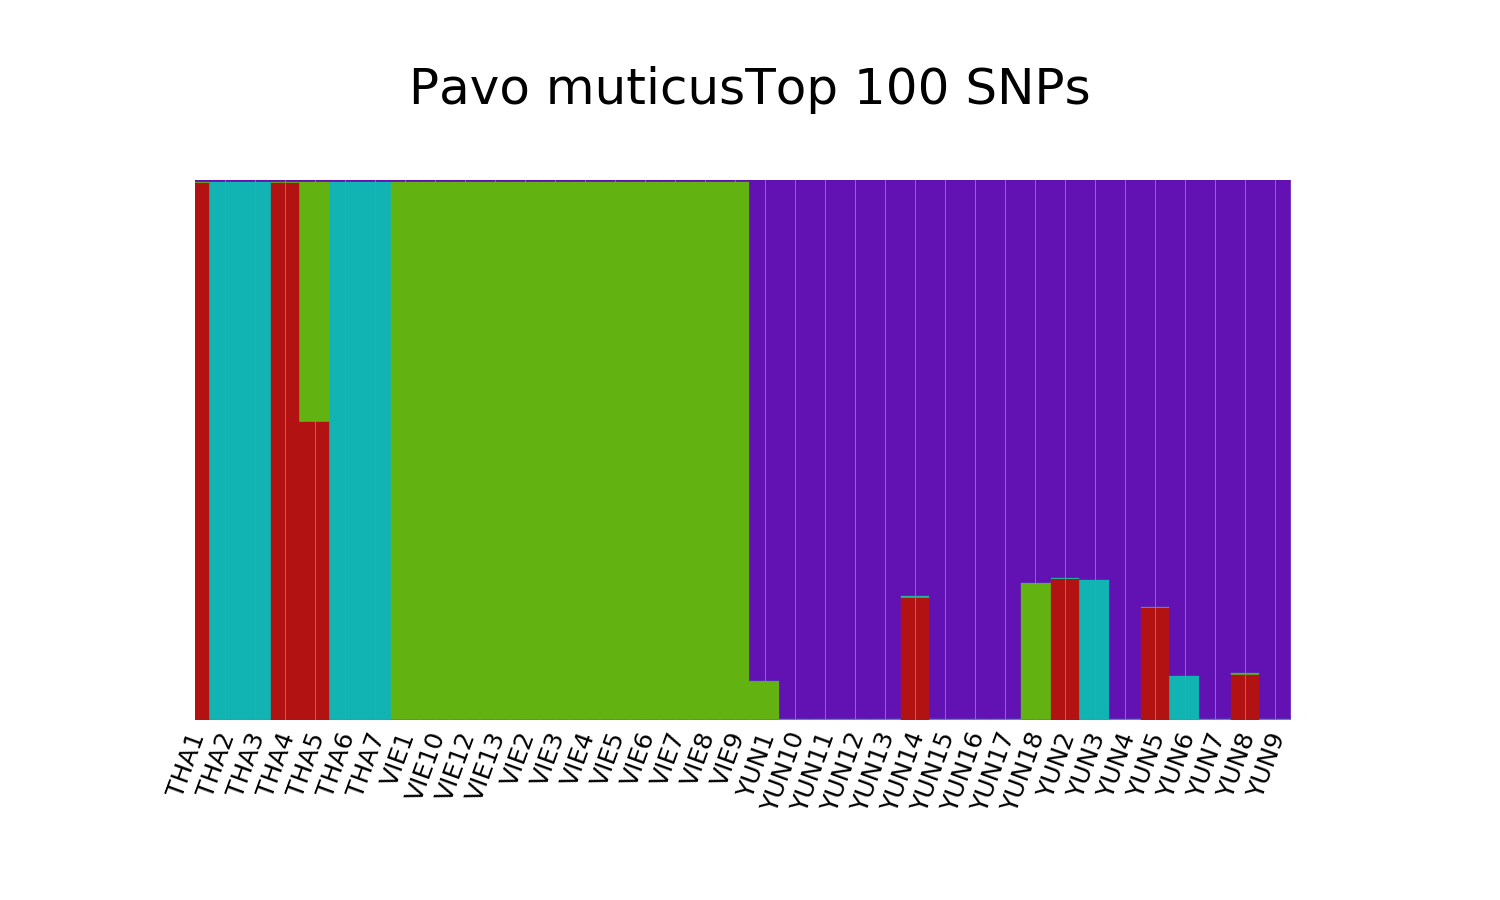 Pavo muticusTop 100 SNPs
THA1
THA2
THA3
THA4
THA5
THA6
THA7
VIE1
VIE10
VIE12
VIE13
VIE2
VIE3
VIE4
VIE5
VIE6
VIE7
VIE8
VIE9
YUN1
YUN10
YUN11
YUN12
YUN13
YUN14
YUN15
YUN16
YUN17
YUN18
YUN2
YUN3
YUN4
YUN5
YUN6
YUN7
YUN8
YUN9